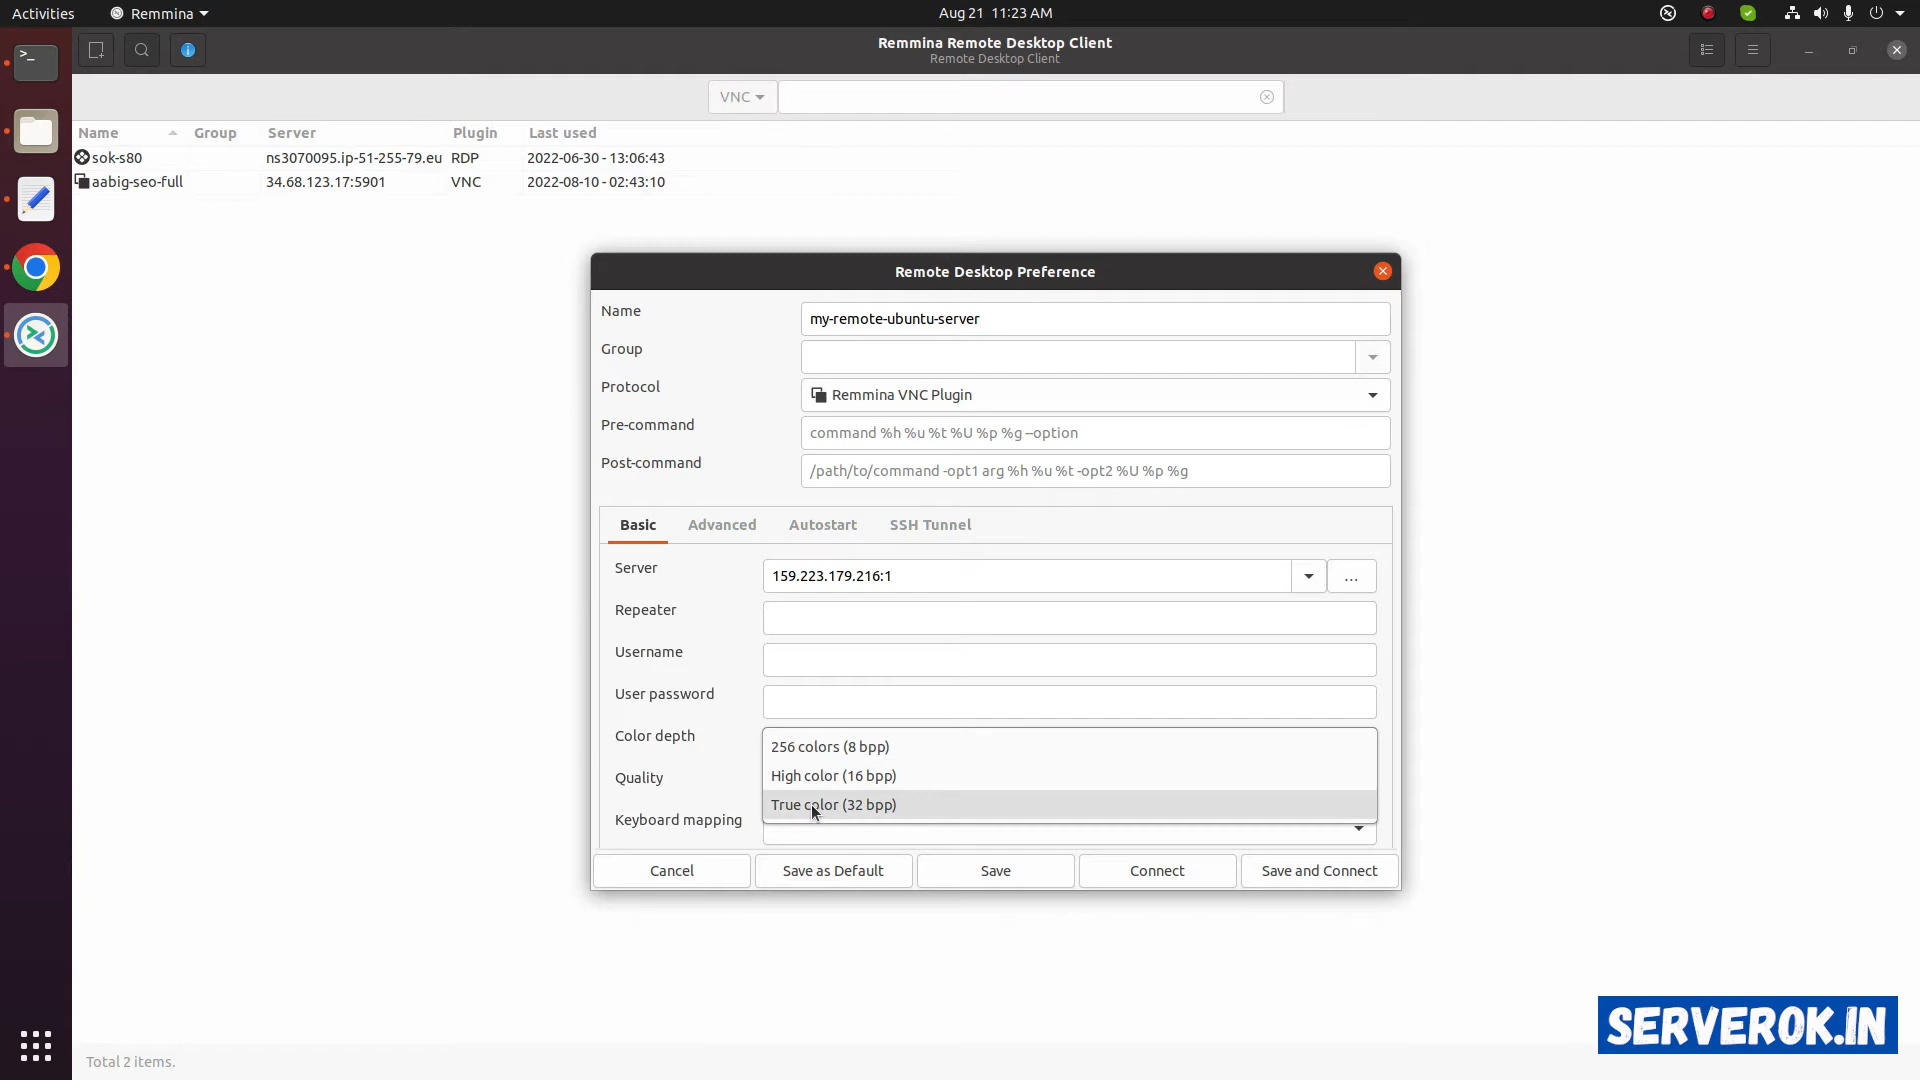 Activities
Remmina
Aug 21 11:23 AM
Remmina Remote Desktop Client
Remote Desktop Client
VNC
Name Group Server Plugin Last used
sok-s80 ns3070095.ip-51-255-79.eu RDP 2022-06-30 - 13:06:43
aabig-seo-full 34.68.123.17:5901 VNC 2022-08-10 - 02:43:10
Remote Desktop Preference
Name my-remote-ubuntu-server
Group
Protocol Remmina VNC Plugin
Pre-command command %h %u %t %U %p %g --option
Post-command /path/to/command -opt1 arg %h %u %t -opt2 %U %p %g
Basic Advanced Autostart SSH Tunnel
Server 159.223.179.216:1 ...
Repeater
Username
User password
Color depth
256 colors (8 bpp)
High color (16 bpp)
Quality
True color (32 bpp)
Keyboard mapping
Cancel Save as Default Save Connect Save and Connect
SERVEROK.IN
Total 2 items.